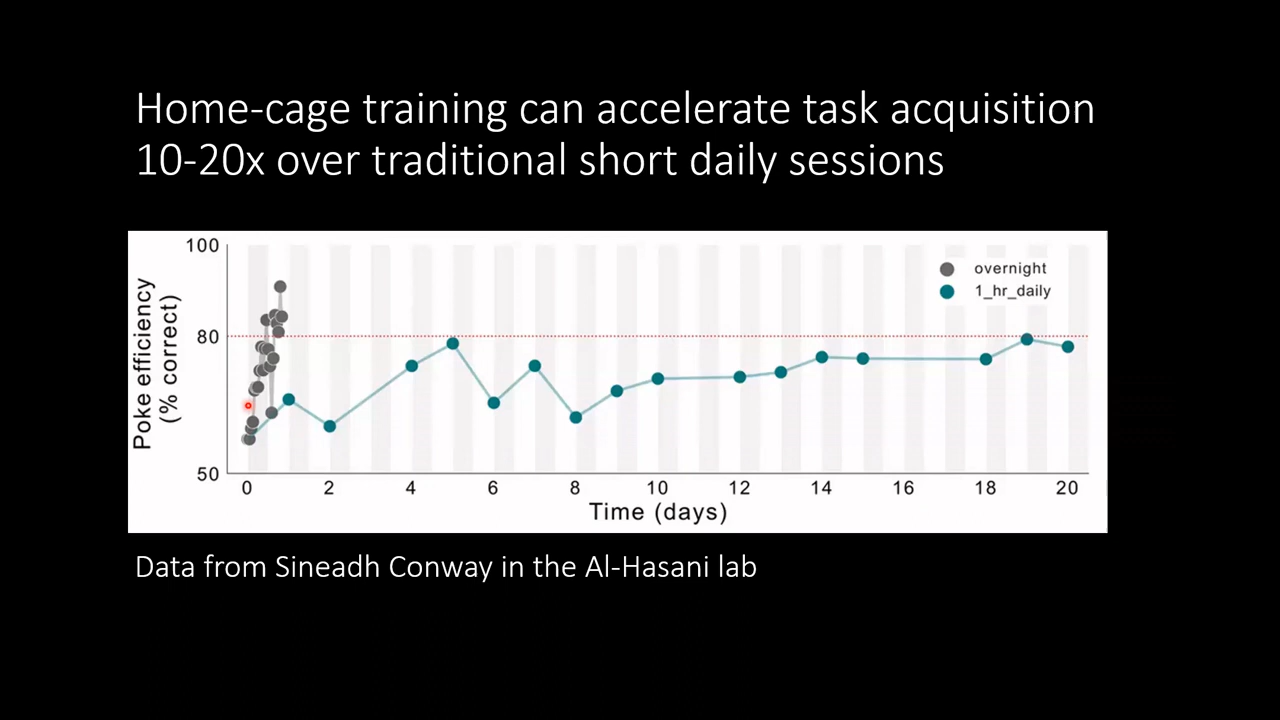 Home-cage training can accelerate task acquisition
10-20x over traditional short daily sessions
100
80
50
Poke efficiency
(% correct)
overnight
1_hr_daily
0 2 4 6 8 10 12 14 16 18 20
Time (days)
Data from Sineadh Conway in the Al-Hasani lab